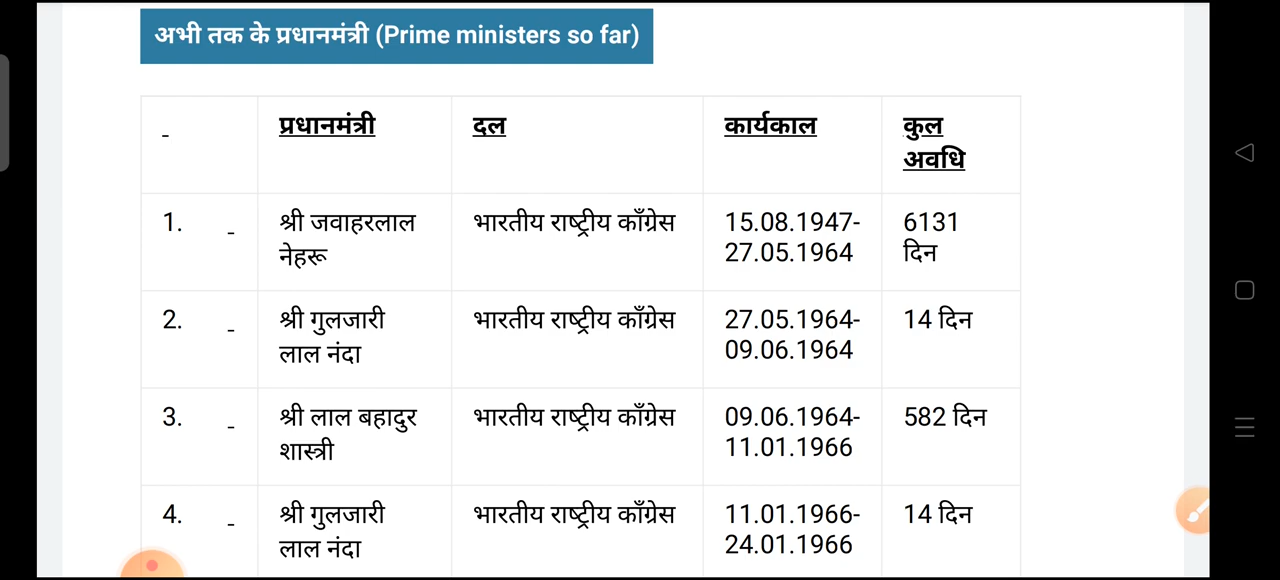 अभी तक के प्रधानमंत्री (Prime ministers so far)
- प्रधानमंत्री दल कार्यकाल कुल
अवधि
1. - श्री जवाहरलाल भारतीय राष्ट्रीय काँग्रेस 15.08.1947- 6131
नेहरू 27.05.1964 दिन
2. - श्री गुलजारी भारतीय राष्ट्रीय काँग्रेस 27.05.1964- 14 दिन
लाल नंदा 09.06.1964
3. - श्री लाल बहादुर भारतीय राष्ट्रीय काँग्रेस 09.06.1964- 582 दिन
शास्त्री 11.01.1966
4. - श्री गुलजारी भारतीय राष्ट्रीय काँग्रेस 11.01.1966- 14 दिन
लाल नंदा 24.01.1966